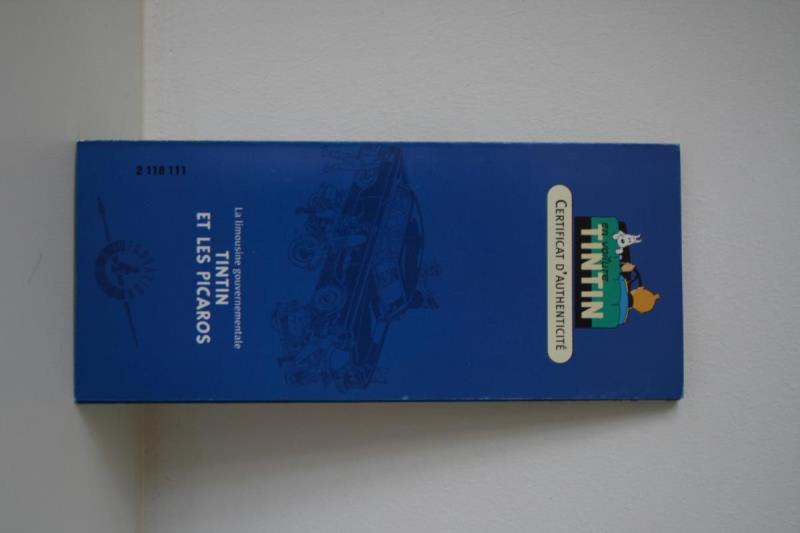 en voiture
TINTIN
CERTIFICAT D'AUTHENTICITÉ
La limousine gouvernementale
TINTIN
ET LES PICAROS
2 118 111